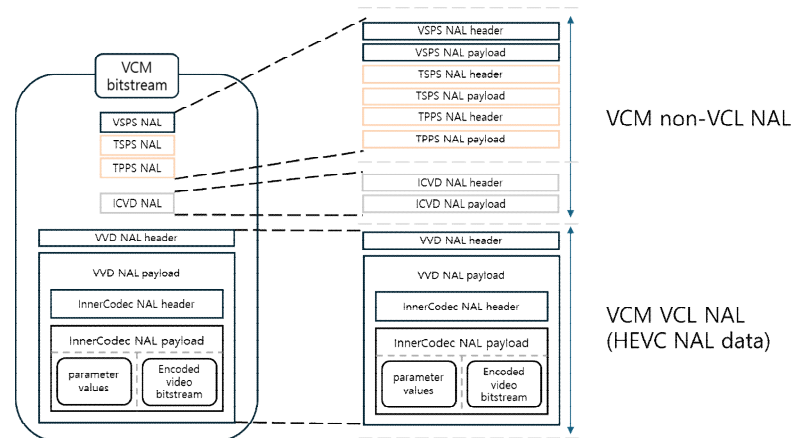 VCM
bitstream
VSPS NAL
TSPS NAL
TPPS NAL
ICVD NAL
VVD NAL header
VVD NAL payload
InnerCodec NAL header
InnerCodec NAL payload
parameter
values
Encoded
video
bitstream
VSPS NAL header
VSPS NAL payload
TSPS NAL header
TSPS NAL payload
TPPS NAL header
TPPS NAL payload
ICVD NAL header
ICVD NAL payload
VVD NAL header
VVD NAL payload
InnerCodec NAL header
InnerCodec NAL payload
parameter
values
Encoded
video
bitstream
VCM non-VCL NAL
VCM VCL NAL
(HEVC NAL data)